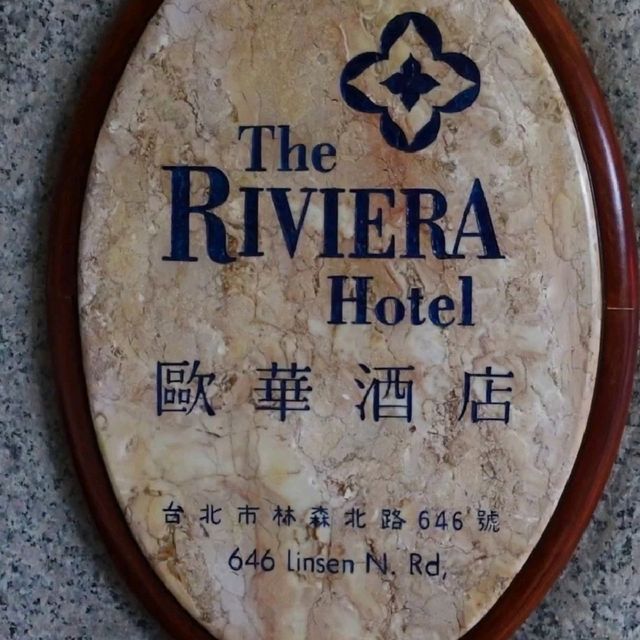 The
RIVIERA
Hotel
歐華酒店
台北市林森北路646號
646 Linsen N. Rd,